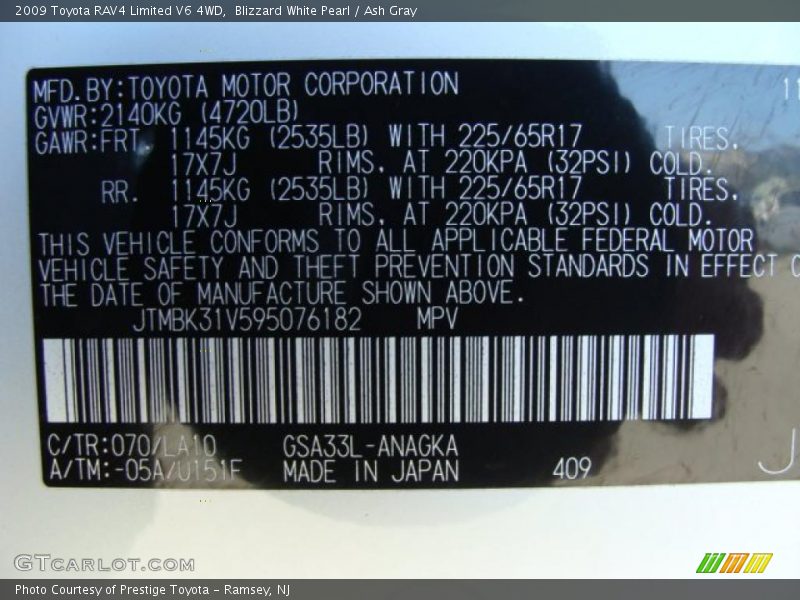 2009 Toyota RAV4 Limited V6 4WD,  Blizzard White Pearl / Ash Gray
MFD. BY:TOYOTA MOTOR CORPORATION 11
GVWR:2140KG (4720LB)
GAWR:FRT. 1145KG (2535LB) WITH 225/65R17 TIRES,
17X7J RIMS, AT 220KPA (32PSI) COLD.
RR. 1145KG (2535LB) WITH 225/65R17 TIRES,
17X7J RIMS, AT 220KPA (32PSI) COLD.
THIS VEHICLE CONFORMS TO ALL APPLICABLE FEDERAL MOTOR
VEHICLE SAFETY AND THEFT PREVENTION STANDARDS IN EFFECT
THE DATE OF MANUFACTURE SHOWN ABOVE.
JTMBK31V595076182 MPV
C/TR:070/LA10 GSA33L-ANAGKA
A/TM:-05A/U151F MADE IN JAPAN 409
J
GTCARLOT.COM
Photo Courtesy of Prestige Toyota - Ramsey, NJ